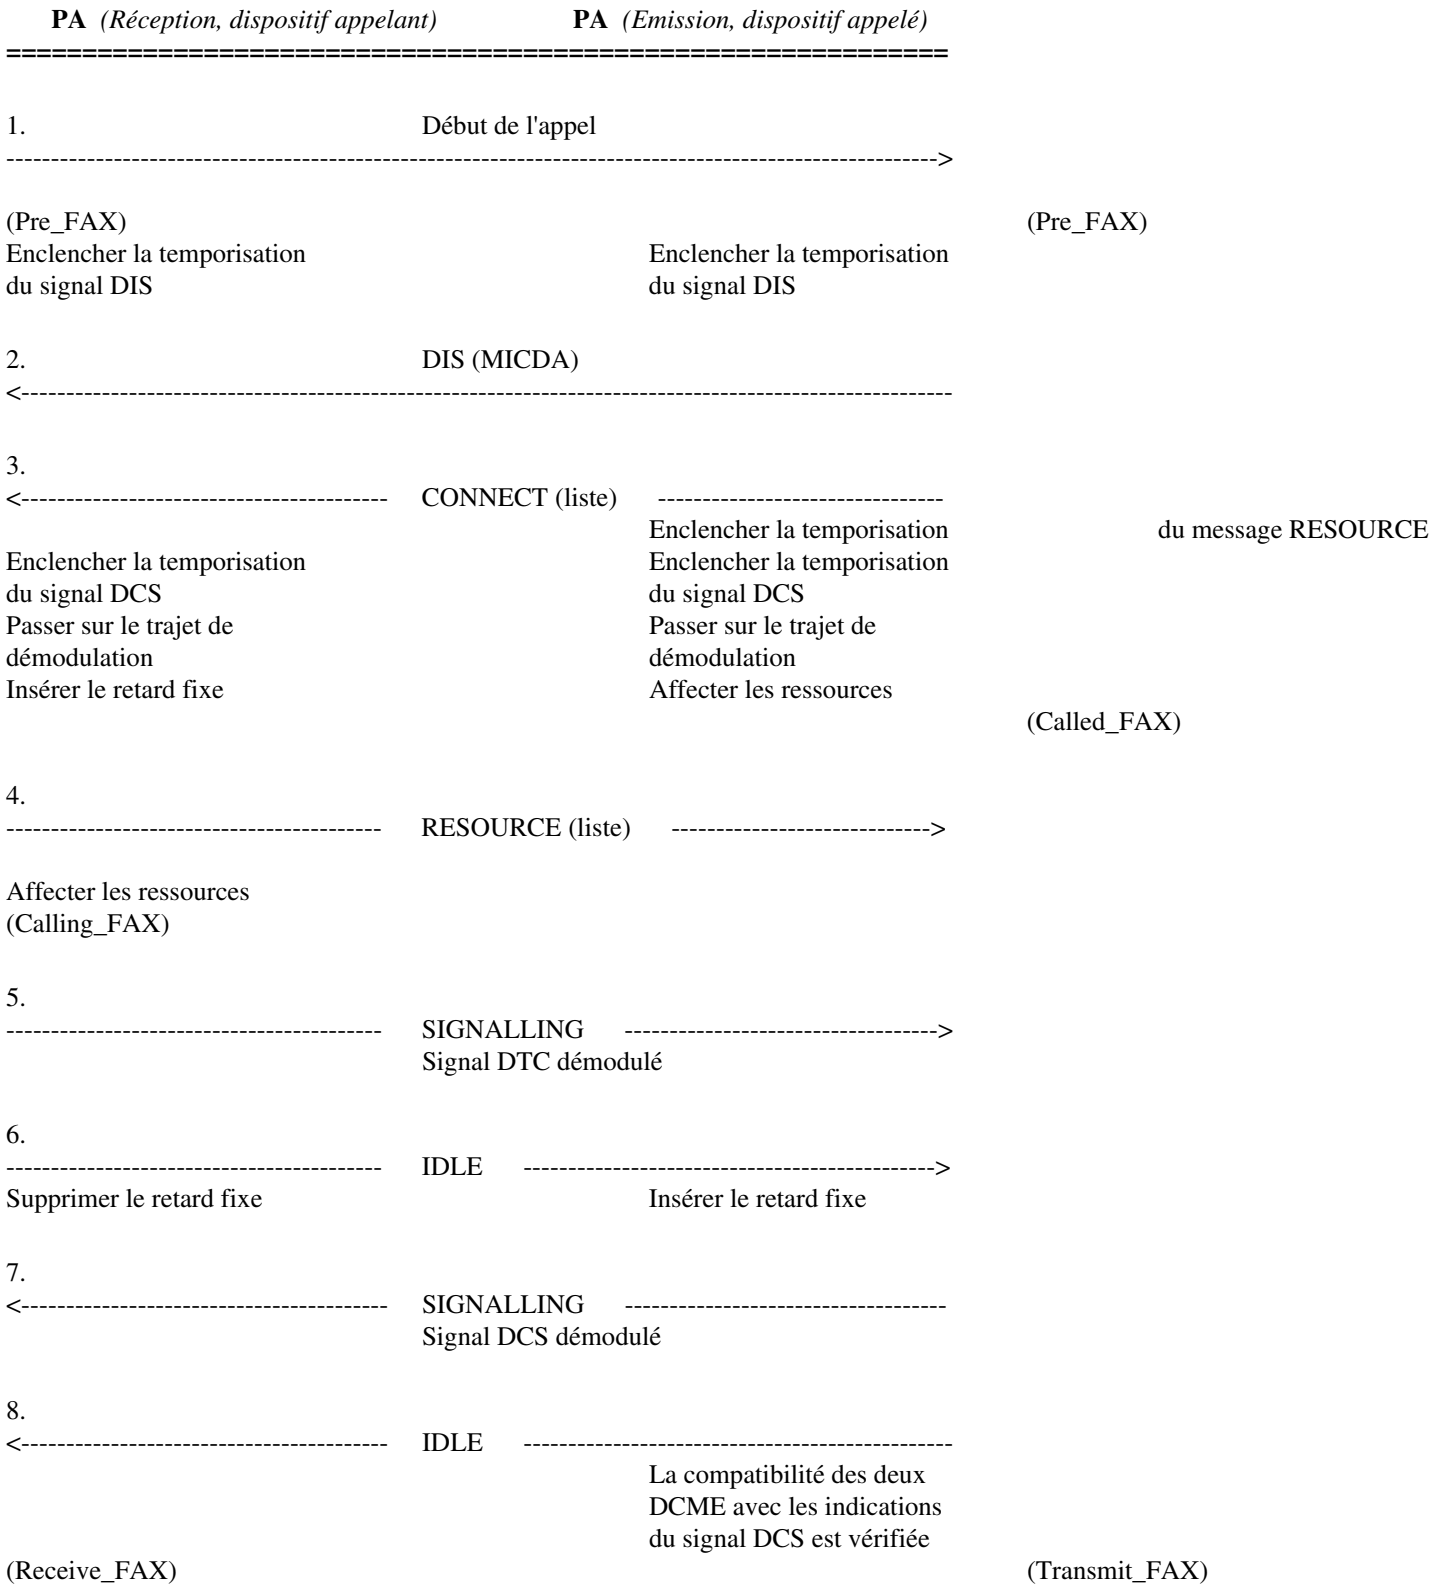 PA (Réception, dispositif appelant) PA (Emission, dispositif appelé)
===============================================================
1. Début de l'appel
--------------------------------------------------------------------------------------------------------->
(Pre_FAX) (Pre_FAX)
Enclencher la temporisation Enclencher la temporisation
du signal DIS du signal DIS
2. DIS (MICDA)
<---------------------------------------------------------------------------------------------------------
3.
<----------------------------------------- CONNECT (liste) --------------------------------
Enclencher la temporisation du message RESOURCE
Enclencher la temporisation Enclencher la temporisation
du signal DCS du signal DCS
Passer sur le trajet de Passer sur le trajet de
démodulation démodulation
Insérer le retard fixe Affecter les ressources
(Called_FAX)
4.
------------------------------------------ RESOURCE (liste) ----------------------------->
Affecter les ressources
(Calling_FAX)
5.
------------------------------------------ SIGNALLING ----------------------------------->
Signal DTC démodulé
6.
------------------------------------------ IDLE ---------------------------------------------->
Supprimer le retard fixe Insérer le retard fixe
7.
<----------------------------------------- SIGNALLING ------------------------------------
Signal DCS démodulé
8.
<----------------------------------------- IDLE ------------------------------------------------
La compatibilité des deux
DCME avec les indications
du signal DCS est vérifiée
(Receive_FAX) (Transmit_FAX)